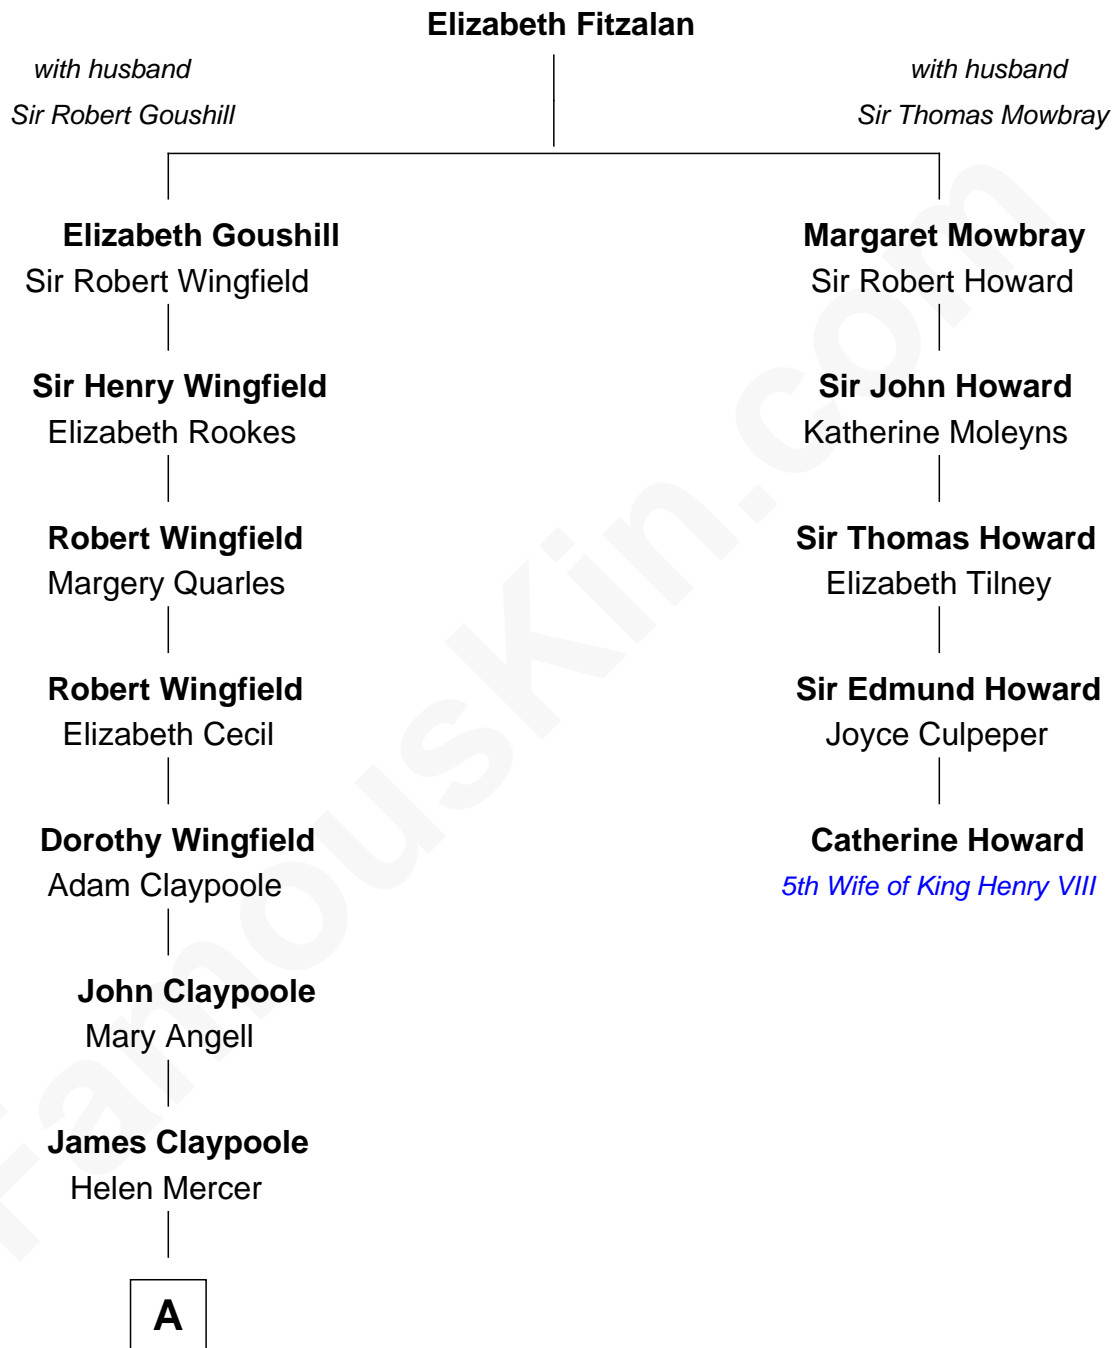 Elizabeth Fitzalan
with husband
Sir Robert Goushill
with husband
Sir Thomas Mowbray
Elizabeth Goushill
Sir Robert Wingfield
Margaret Mowbray
Sir Robert Howard
Sir Henry Wingfield
Elizabeth Rookes
Sir John Howard
Katherine Moleyns
Robert Wingfield
Margery Quarles
Sir Thomas Howard
Elizabeth Tilney
Robert Wingfield
Elizabeth Cecil
Sir Edmund Howard
Joyce Culpeper
Dorothy Wingfield
Adam Claypoole
Catherine Howard
5th Wife of King Henry VIII
John Claypoole
Mary Angell
James Claypoole
Helen Mercer
A
FamousKin.com